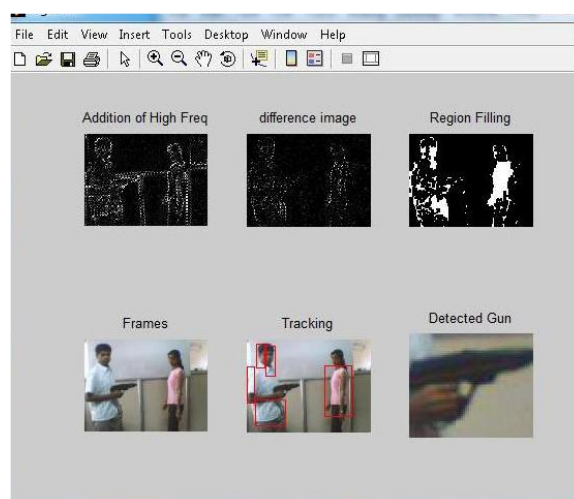 File Edit View Insert Tools Desktop Window Help
Addition of High Freq
difference image
Region Filling
Frames
Tracking
Detected Gun